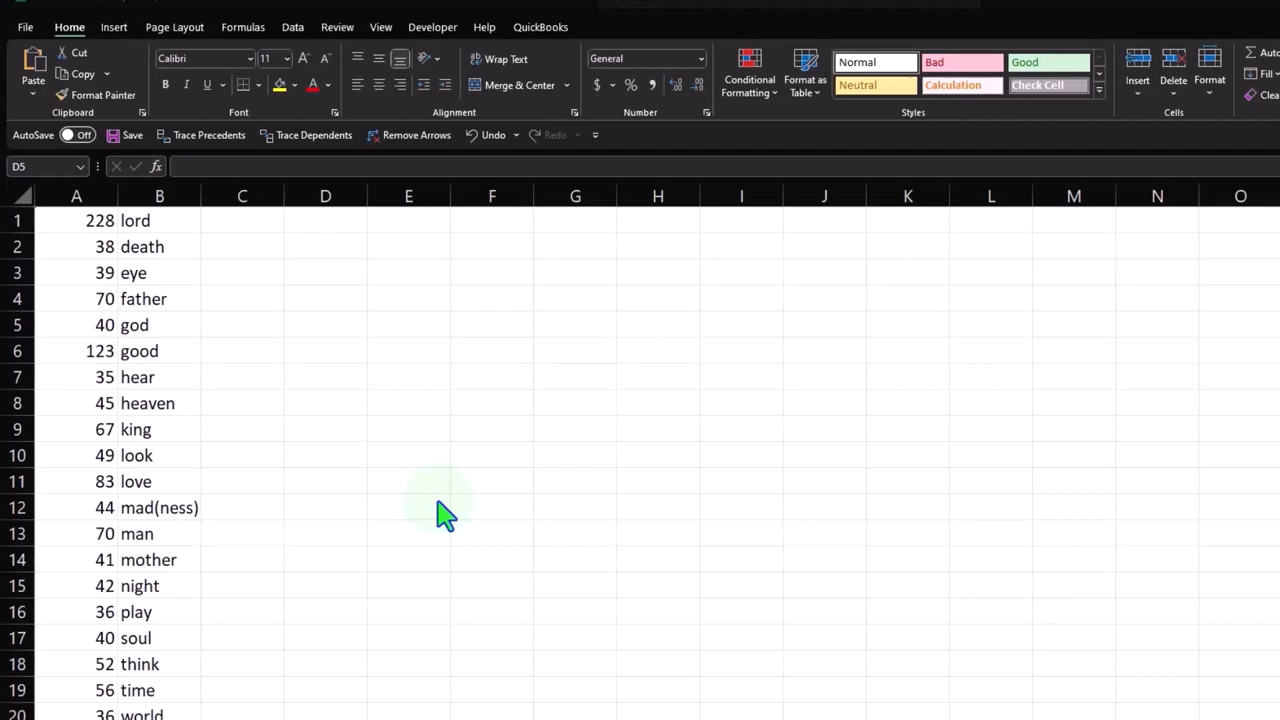 File Home Insert Page Layout Formulas Data Review View Developer Help QuickBooks
Paste Cut Copy Format Painter Clipboard
Calibri 11 B I U Font
Wrap Text Merge & Center Alignment
General $ % Number
Conditional Formatting Format as Table Normal Bad Good Neutral Calculation Check Cell Styles
Insert Delete Format Cells
Σ Auto Fill Clea
AutoSave Off Save Trace Precedents Trace Dependents Remove Arrows Undo Redo
D5 fx
A B C D E F G H I J K L M N O
1 228 lord
2 38 death
3 39 eye
4 70 father
5 40 god
6 123 good
7 35 hear
8 45 heaven
9 67 king
10 49 look
11 83 love
12 44 mad(ness)
13 70 man
14 41 mother
15 42 night
16 36 play
17 40 soul
18 52 think
19 56 time
20 36 world